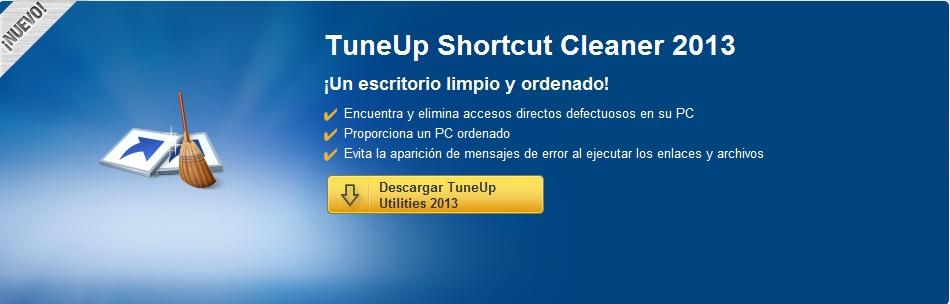 ¡NUEVO!
TuneUp Shortcut Cleaner 2013
¡Un escritorio limpio y ordenado!
Encuentra y elimina accesos directos defectuosos en su PC
Proporciona un PC ordenado
Evita la aparición de mensajes de error al ejecutar los enlaces y archivos
Descargar TuneUp
Utilities 2013